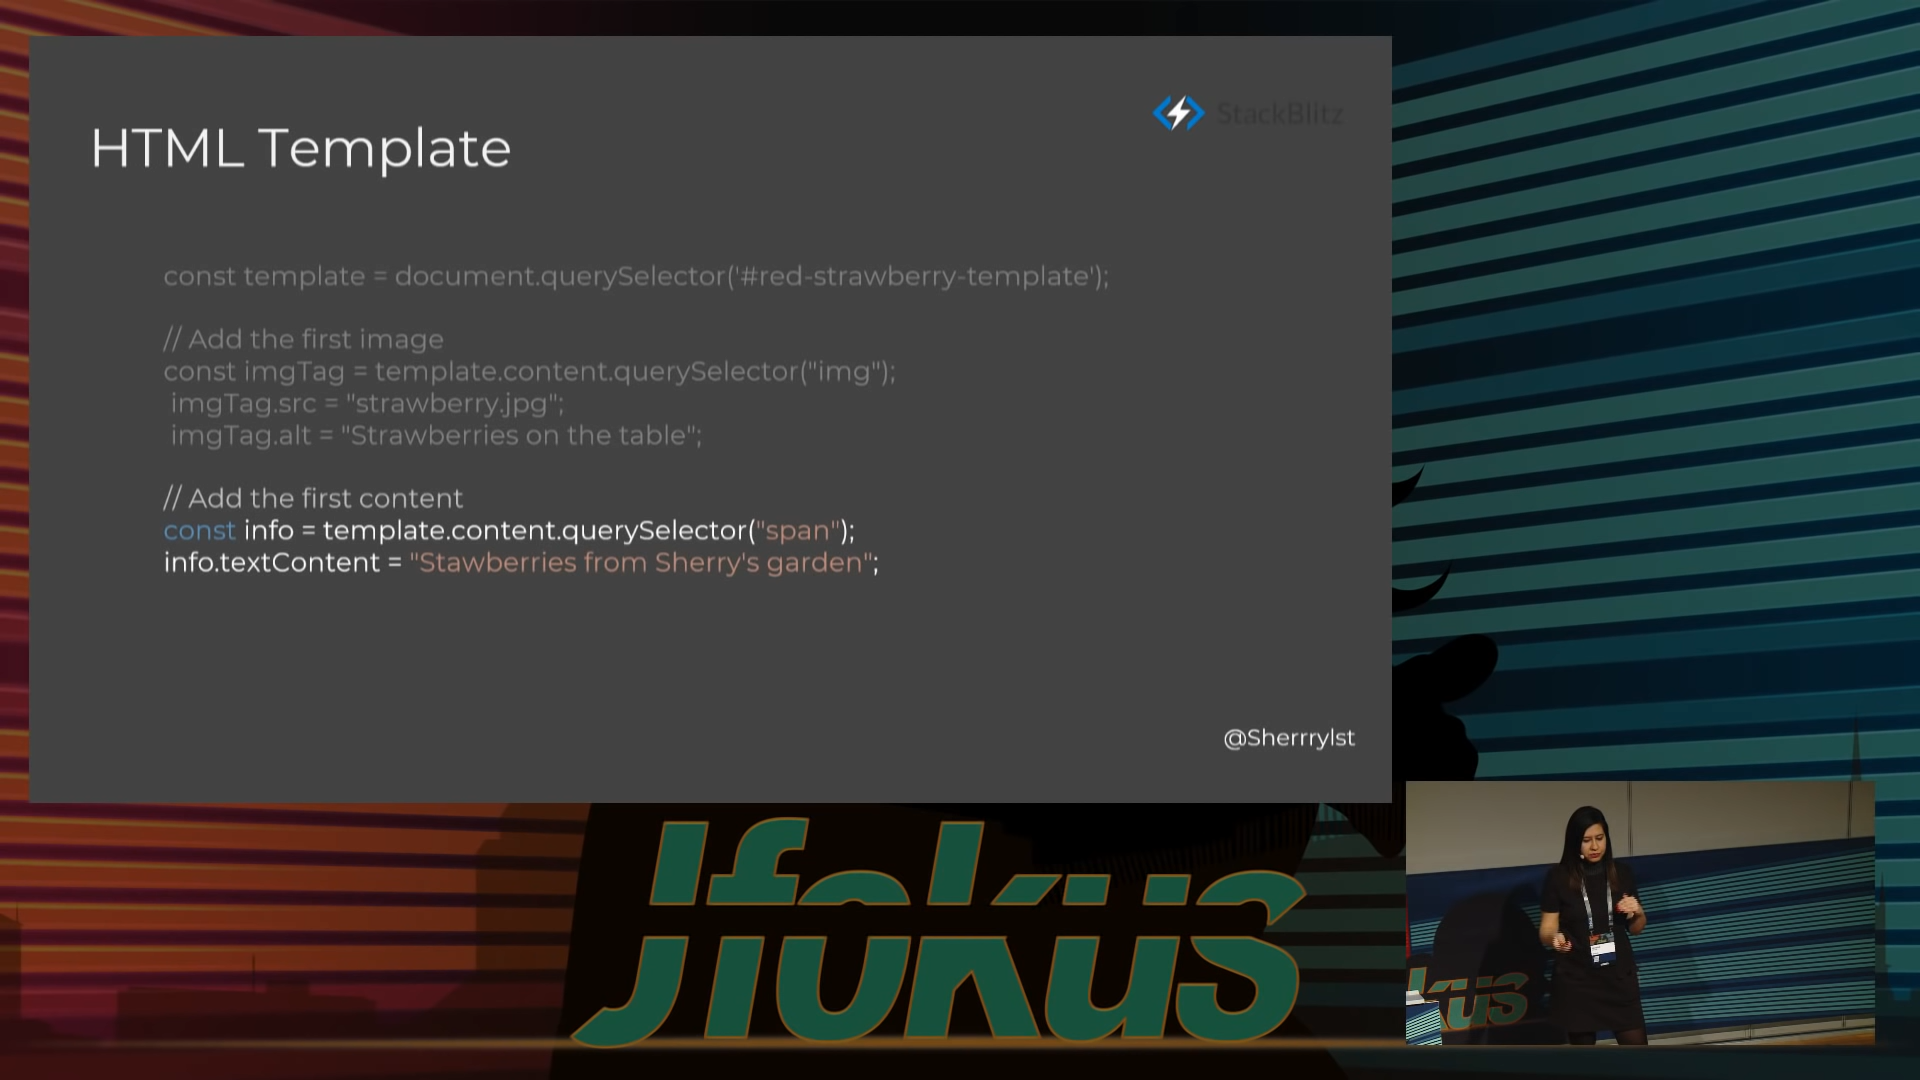 StackBlitz
HTML Template
const template = document.querySelector('#red-strawberry-template');
// Add the first image
const imgTag = template.content.querySelector("img");
imgTag.src = "strawberry.jpg";
imgTag.alt = "Strawberries on the table";
// Add the first content
const info = template.content.querySelector("span");
info.textContent = "Stawberries from Sherry's garden";
@Sherrrylst
Jfokus
kus